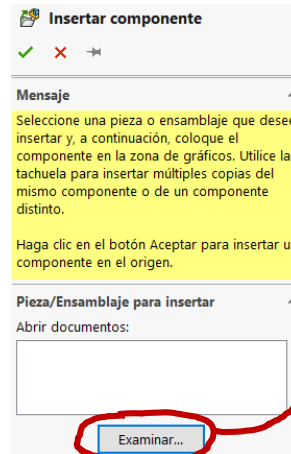 Insertar componente
Mensaje
Seleccione una pieza o ensamblaje que dese
insertar y, a continuación, coloque el
componente en la zona de gráficos. Utilice la
tachuela para insertar múltiples copias del
mismo componente o de un componente
distinto.
Haga clic en el botón Aceptar para insertar u
componente en el origen.
Pieza/Ensamblaje para insertar
Abrir documentos:
Examinar...